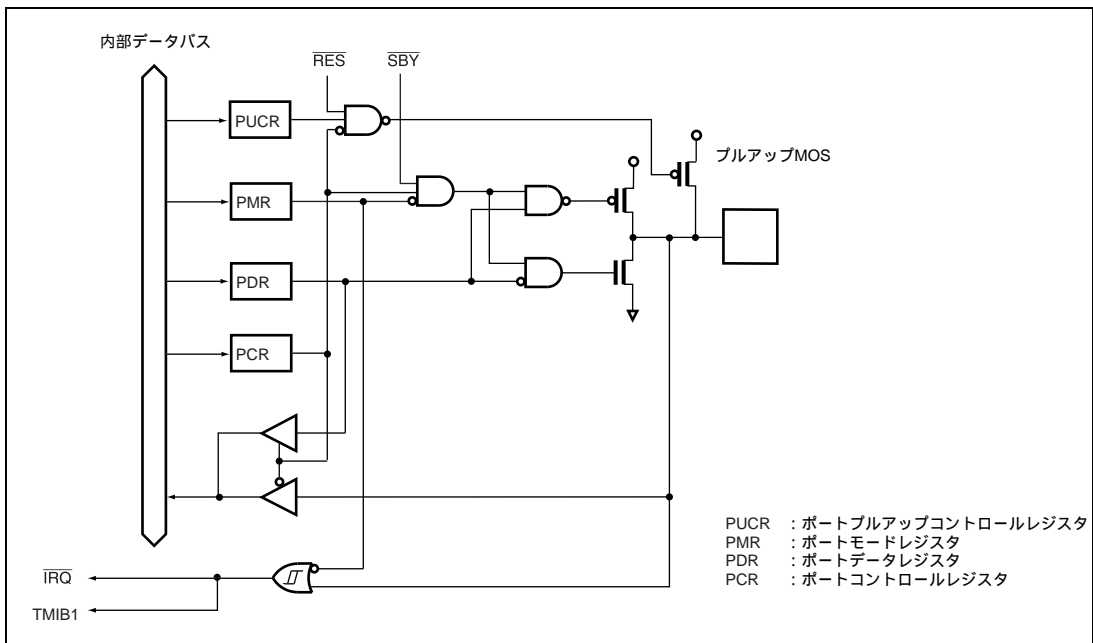 内部データバス
RES
SBY
PUCR
プルアップMOS
PMR
PDR
PCR
IRQ
TMIB1
PUCR :ポートプルアップコントロールレジスタ
PMR :ポートモードレジスタ
PDR :ポートデータレジスタ
PCR :ポートコントロールレジスタ